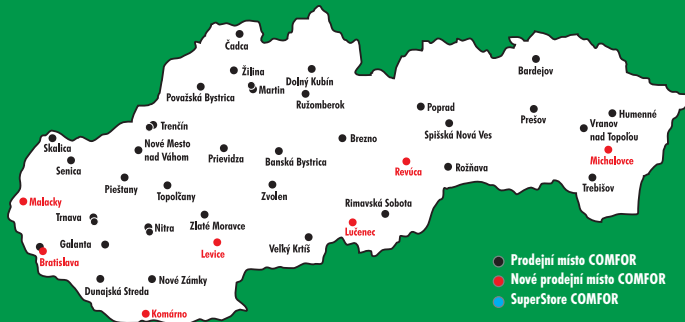 Čadca
Žilina
Dolný Kubín
Martin
Považská Bystrica
Ružomberok
Bardejov
Poprad
Prešov
Humenné
Vranov
nad Topoľou
Spišská Nová Ves
Michalovce
Trenčín
Skalica
Nové Mesto
nad Váhom
Prievidza
Brezno
Banská Bystrica
Senica
Revúca
Rožňava
Trebišov
Pieštany
Topoľčany
Zvolen
Malacky
Rimavská Sobota
Trnava
Nitra
Zlaté Moravce
Lučenec
Galanta
Levice
Veľký Krtíš
Bratislava
Dunajská Streda
Nové Zámky
Komárno
Prodejní místo COMFOR
Nové prodejní místo COMFOR
SuperStore COMFOR